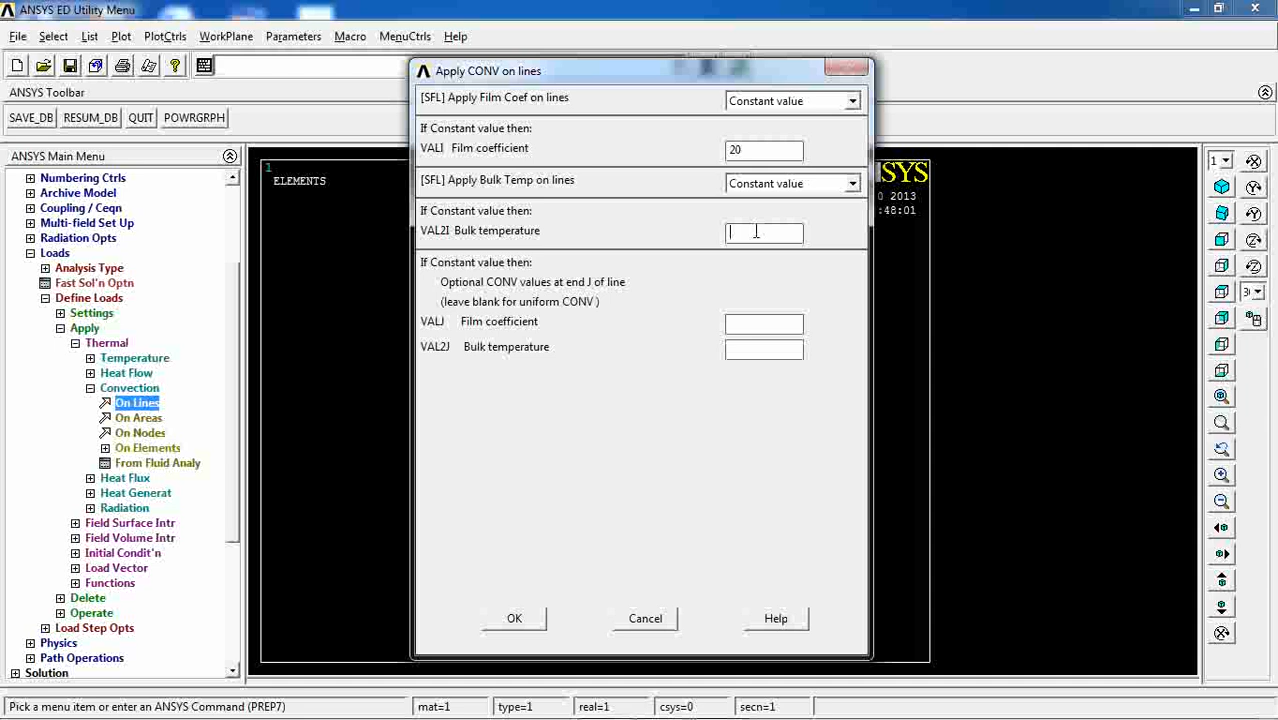 ANSYS ED Utility Menu
File Select List Plot PlotCtrls WorkPlane Parameters Macro MenuCtrls Help
ANSYS Toolbar
SAVE_DB RESUM_DB QUIT POWRGRPH
ANSYS Main Menu
Numbering Ctrls
Archive Model
Coupling / Ceqn
Multi-field Set Up
Radiation Opts
Loads
Analysis Type
Fast Sol'n Optn
Define Loads
Settings
Apply
Thermal
Temperature
Heat Flow
Convection
On Lines
On Areas
On Nodes
On Elements
From Fluid Analy
Heat Flux
Heat Generat
Radiation
Field Surface Intr
Field Volume Intr
Initial Condit'n
Load Vector
Functions
Delete
Operate
Load Step Opts
Physics
Path Operations
Solution
1
ELEMENTS
Apply CONV on lines
[SFL] Apply Film Coef on lines Constant value
If Constant value then:
VALI Film coefficient 20
[SFL] Apply Bulk Temp on lines Constant value
If Constant value then:
VAL2I Bulk temperature
If Constant value then:
Optional CONV values at end J of line
(leave blank for uniform CONV )
VALJ Film coefficient
VAL2J Bulk temperature
OK Cancel Help
SYS
0 2013
:48:01
1
Pick a menu item or enter an ANSYS Command (PREP7) mat=1 type=1 real=1 csys=0 secn=1